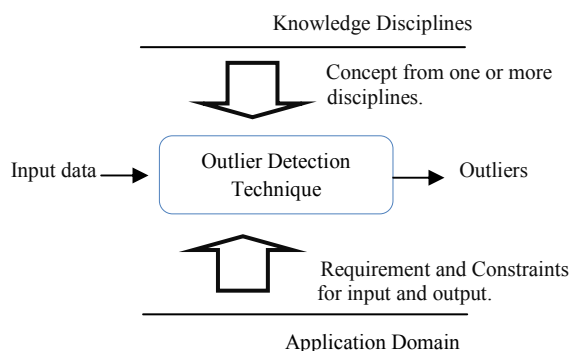 Knowledge Disciplines
Concept from one or more
disciplines.
Input data
Outlier Detection
Technique
Outliers
Requirement and Constraints
for input and output.
Application Domain